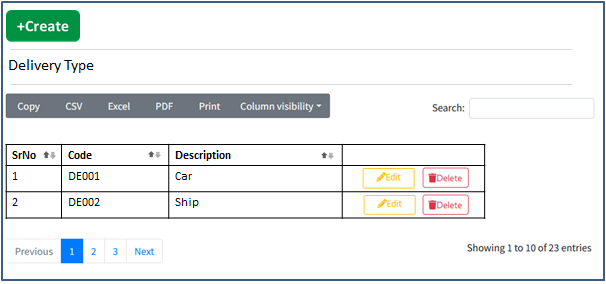 +Create
Delivery Type
Copy CSV Excel PDF Print Column visibility Search:
SrNo Code Description
1 DE001 Car Edit Delete
2 DE002 Ship Edit Delete
Previous 1 2 3 Next Showing 1 to 10 of 23 entries